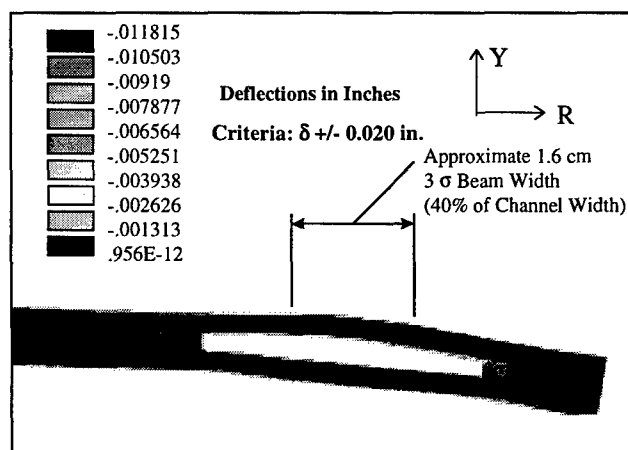 -.011815
-.010503
-.00919
-.007877
-.006564
-.005251
-.003938
-.002626
-.001313
.956E-12
Deflections in Inches
Criteria: δ +/- 0.020 in.
Y
R
Approximate 1.6 cm
3 σ Beam Width
(40% of Channel Width)